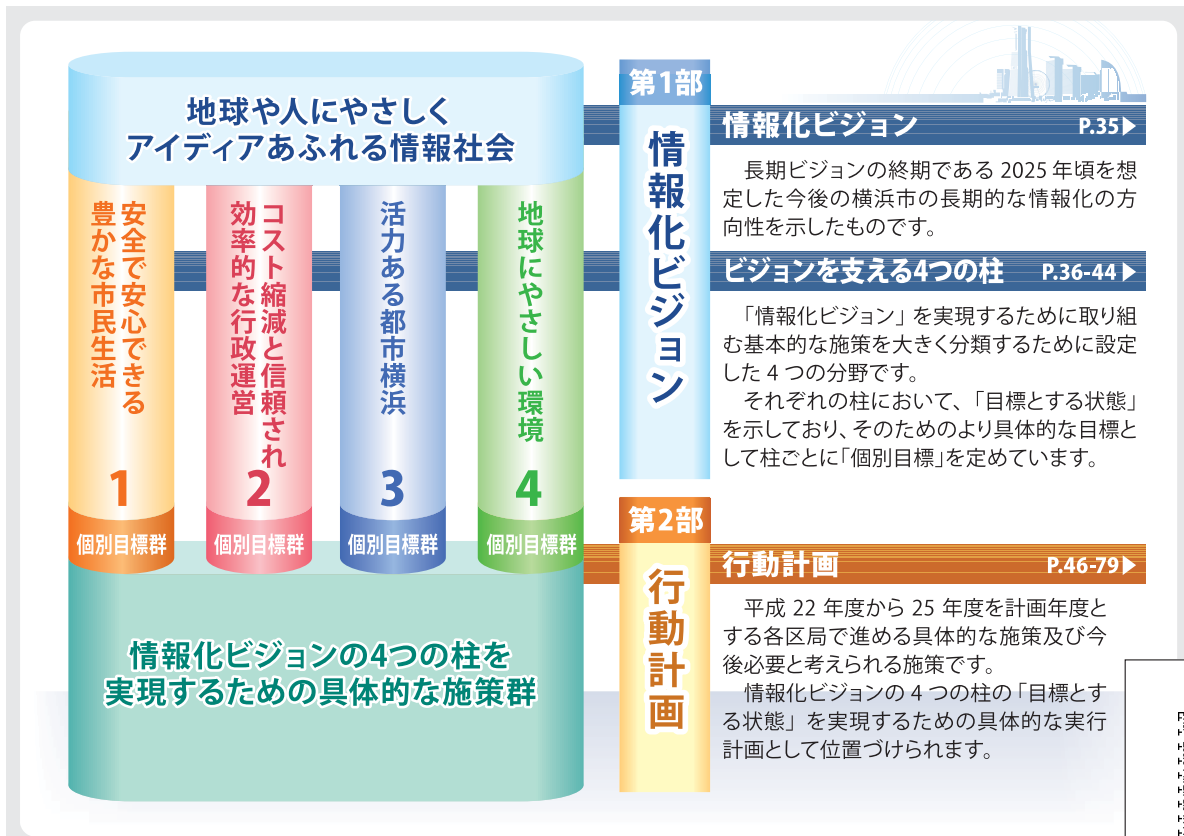 地球や人にやさしく
アイディアあふれる情報社会
安全で安心できる
豊かな市民生活
1
個別目標群
コスト縮減と信頼され
効率的な行政運営
2
個別目標群
活力ある都市横浜
3
個別目標群
地球にやさしい環境
4
個別目標群
情報化ビジョンの4つの柱を
実現するための具体的な施策群
第1部
情報化ビジョン
情報化ビジョン P.35▶
長期ビジョンの終期である 2025 年頃を想
定した今後の横浜市の長期的な情報化の方
向性を示したものです。
ビジョンを支える4つの柱 P.36-44▶
「情報化ビジョン」を実現するために取り組
む基本的な施策を大きく分類するために設定
した 4 つの分野です。
それぞれの柱において、「目標とする状態」
を示しており、そのためのより具体的な目標と
して柱ごとに「個別目標」を定めています。
第2部
行動計画
行動計画 P.46-79▶
平成 22 年度から 25 年度を計画年度と
する各区局で進める具体的な施策及び今
後必要と考えられる施策です。
情報化ビジョンの 4 つの柱の「目標とす
る状態」を実現するための具体的な実行
計画として位置づけられます。